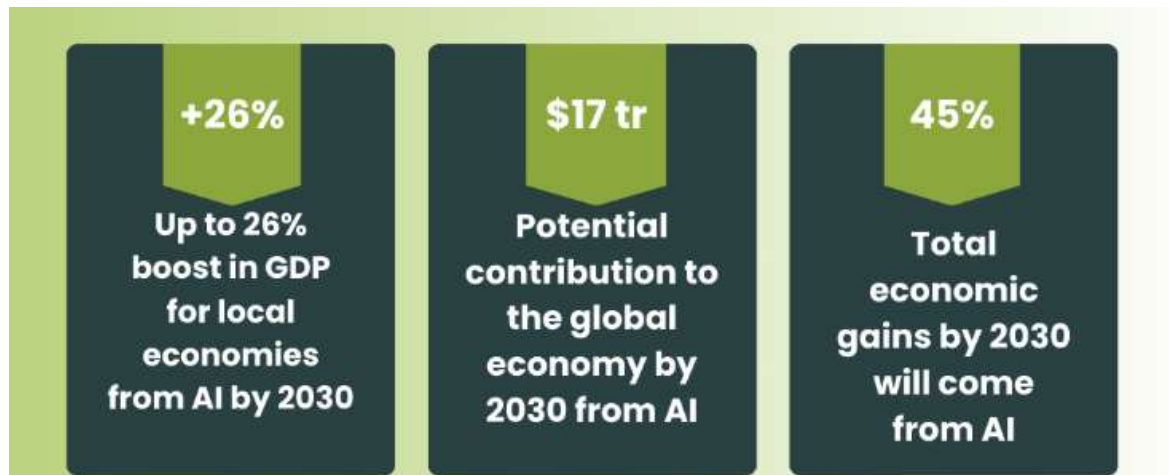 +26%
Up to 26%
boost in GDP
for local
economies
from AI by 2030
$17 tr
Potential
contribution to
the global
economy by
2030 from AI
45%
Total
economic
gains by 2030
will come
from AI